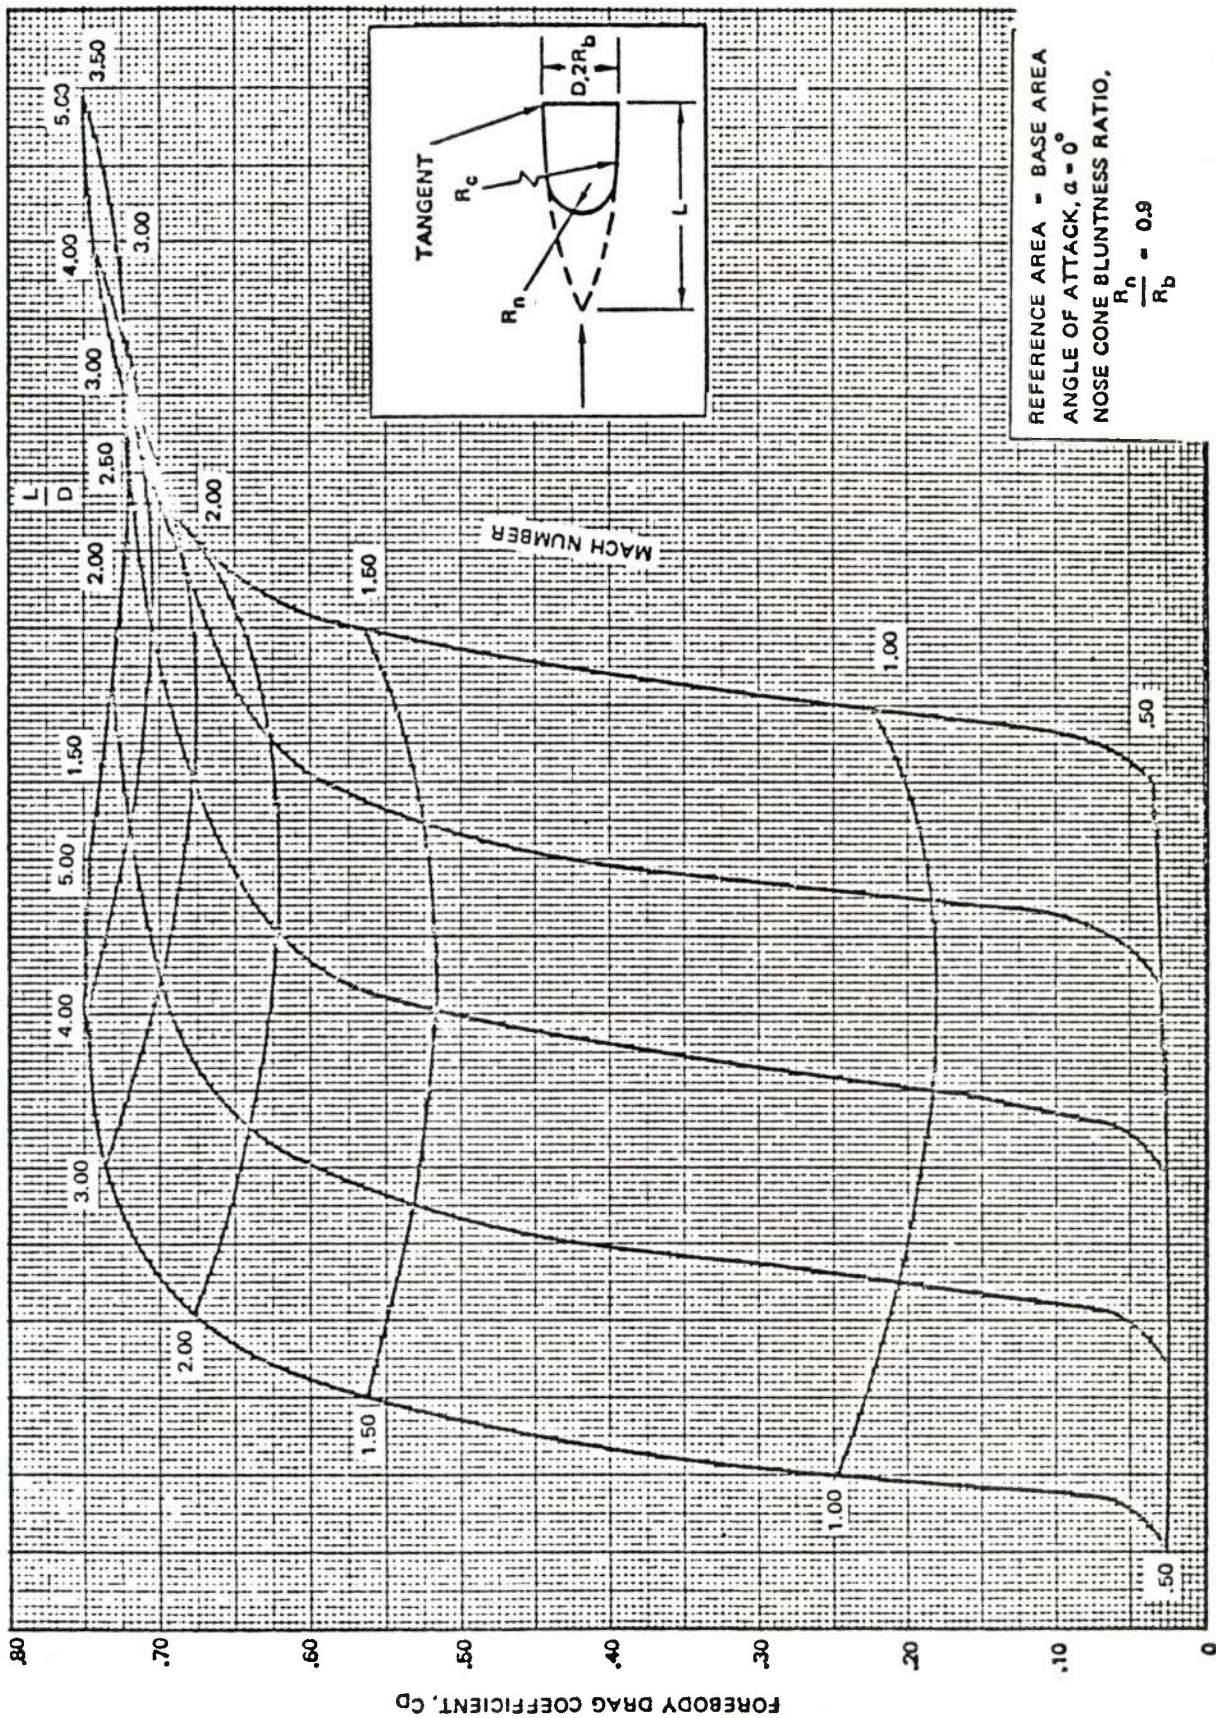 FOREBODY DRAG COEFFICIENT, CD
.80
.70
.60
.50
.40
.30
.20
.10
0
L
D
1.50
2.00
2.50
3.00
4.00
5.00
3.50
3.00
2.00
1.50
1.00
.50
MACH NUMBER
5.00
4.00
3.00
2.00
1.50
1.00
.50
TANGENT
Rc
Rn
D,2Rb
L
REFERENCE AREA = BASE AREA
ANGLE OF ATTACK, α = 0°
NOSE CONE BLUNTNESS RATIO,
Rn
Rb
= 0.9